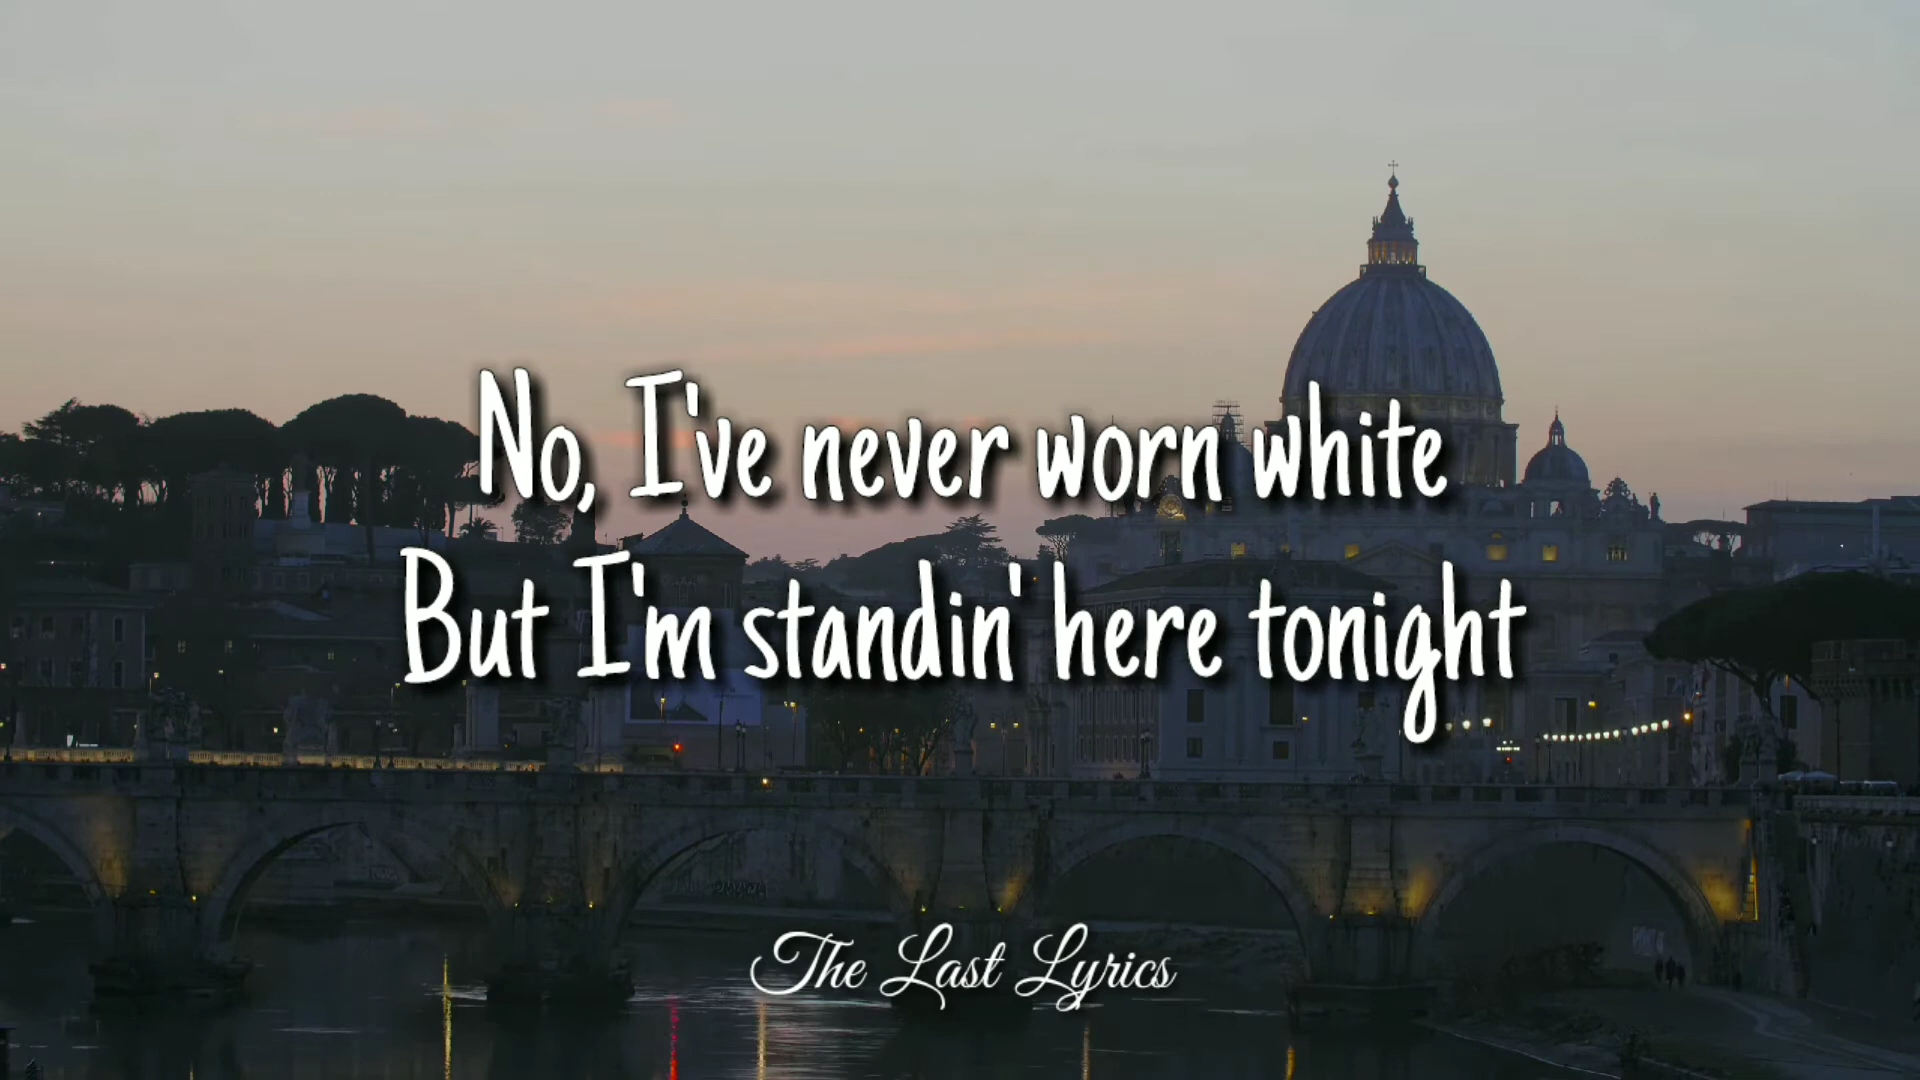 No, I've never worn white
But I'm standin' here tonight
The Last Lyrics